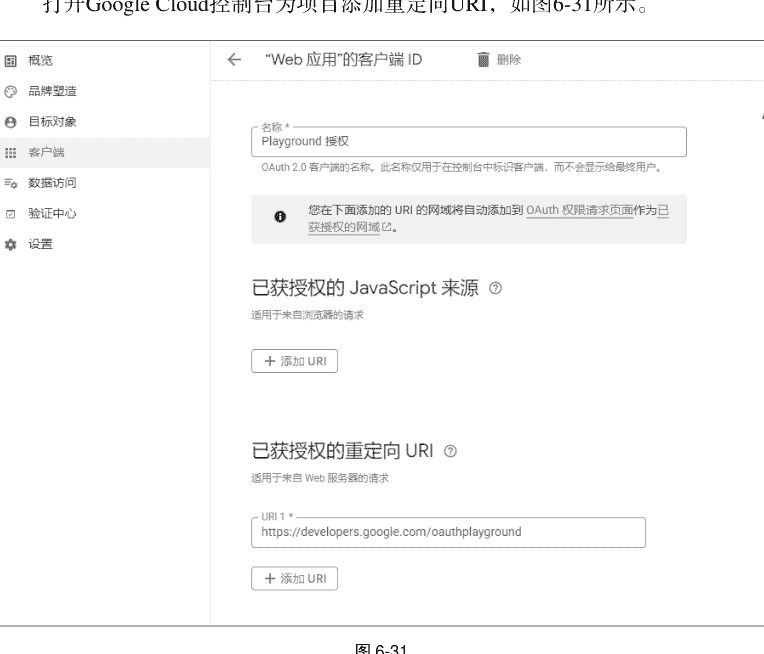 打开Google Cloud控制台为项目添加重定向URI，如图6-31所示。
概览
品牌塑造
目标对象
客户端
数据访问
验证中心
设置
“Web 应用”的客户端 ID
删除
名称 *
Playground 授权
OAuth 2.0 客户端的名称。此名称仅用于在控制台中标识客户端，而不会显示给最终用户。
您在下面添加的 URI 的网域将自动添加到 OAuth 权限请求页面作为已
获授权的网域。
已获授权的 JavaScript 来源
适用于来自浏览器的请求
+ 添加 URI
已获授权的重定向 URI
适用于来自 Web 服务器的请求
URI 1 *
https://developers.google.com/oauthplayground
+ 添加 URI
图 6-31